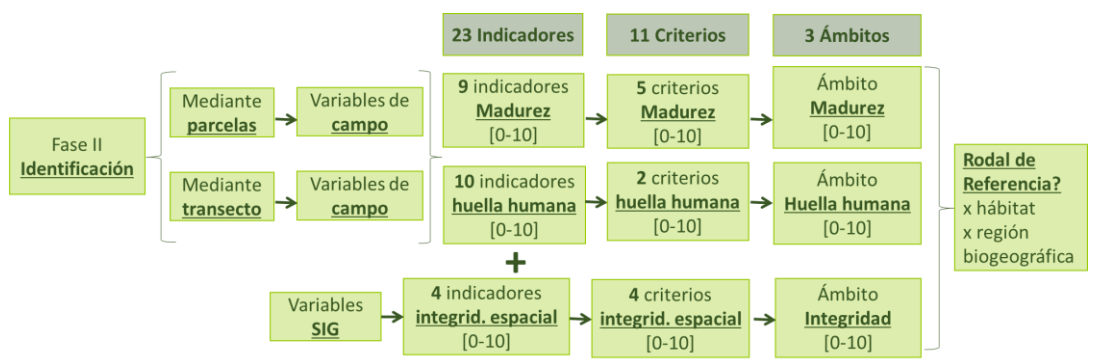 23 Indicadores
11 Criterios
3 Ámbitos
Fase II
Identificación
Mediante
parcelas
Variables de
campo
9 indicadores
Madurez
[0-10]
5 criterios
Madurez
[0-10]
Ámbito
Madurez
[0-10]
Mediante
transecto
Variables de
campo
10 indicadores
huella humana
[0-10]
2 criterios
huella humana
[0-10]
Ámbito
Huella humana
[0-10]
+
Variables
SIG
4 indicadores
integrid. espacial
[0-10]
4 criterios
integrid. espacial
[0-10]
Ámbito
Integridad
[0-10]
Rodal de
Referencia?
x hábitat
x región
biogeográfica